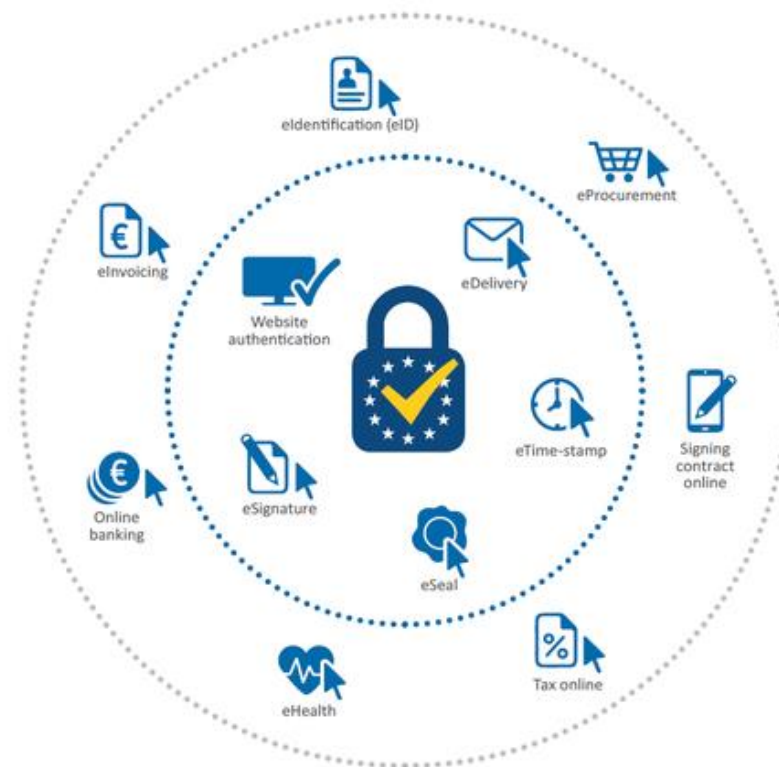 eIdentification (eID)
eProcurement
eInvoicing
€
eDelivery
Website
authentication
eTime-stamp
Signing
contract
online
€
Online
banking
eSignature
eSeal
%
Tax online
eHealth